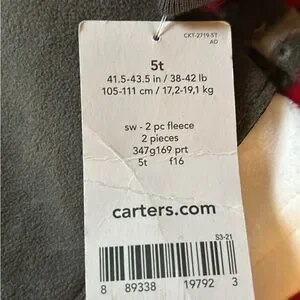 CKT-2719-5T
AD
5t
41.5-43.5 in / 38-42 lb
105-111 cm / 17,2-19,1 kg
sw - 2 pc fleece
2 pieces
347g169 prt
5t f16
carters.com
S3-21
8 89338 19792 3